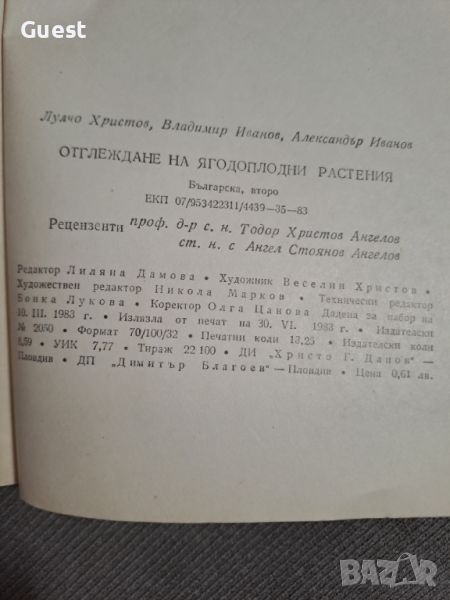 Guest
Лулчо Христов, Владимир Иванов, Александър Иванов
ОТГЛЕЖДАНЕ НА ЯГОДОПЛОДНИ РАСТЕНИЯ
Българска, второ
ЕКП 07/953422311/4439—35—83
Рецензенти проф. д-р с. н. Тодор Христов Ангелов
ст. н. с Ангел Стоянов Ангелов
Редактор Лиляна Дамова • Художник Веселин Христов •
Художествен редактор Никола Марков • Технически редактор
Бонка Лукова • Коректор Олга Цанова Дадена за набор на
10. III. 1983 г. • Излязла от печат на 30. VI. 1983 г. • Издателски
№ 2050 • Формат 70/100/32 • Печатни коли 13,25 • Издателски коли
8,59 • УИК 7,77 • Тираж 22 100 • ДИ „Христо Г. Данов" —
Пловдив • ДП „Димитър Благоев" — Пловдив • Цена 0,61 лв.
BAZAR